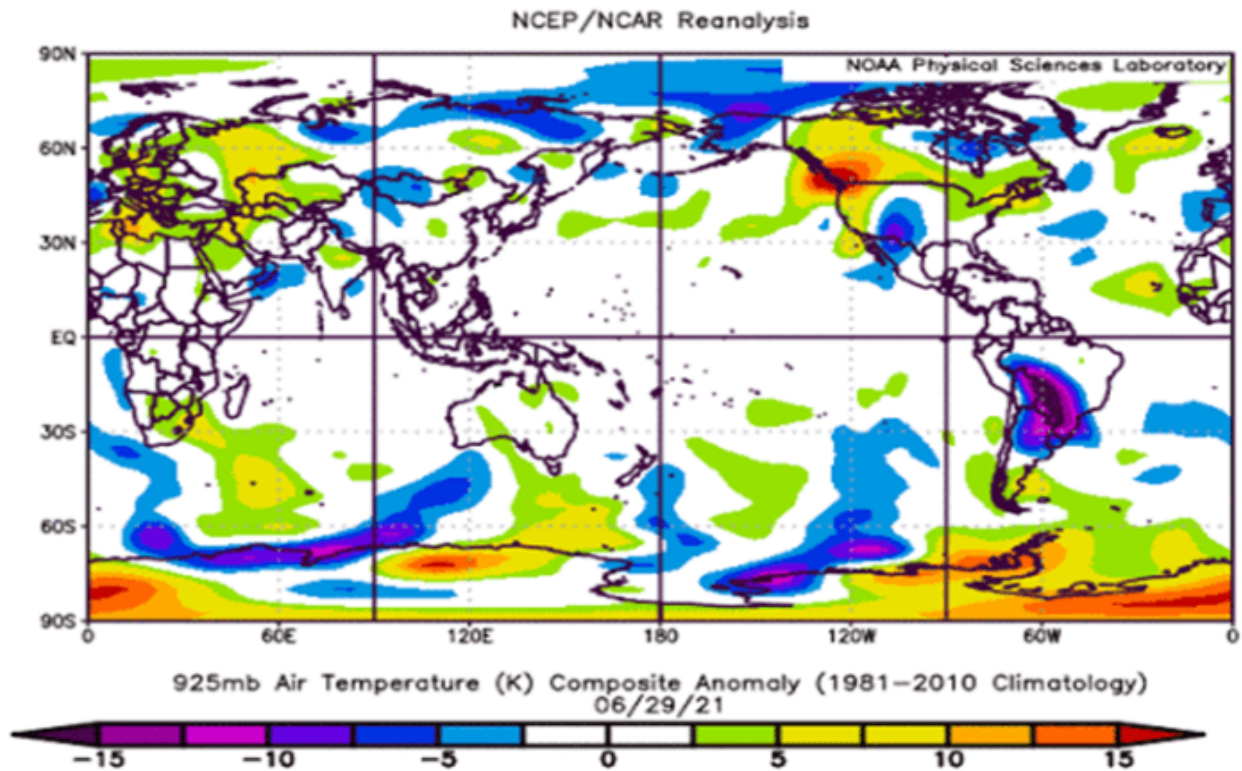 NCEP/NCAR Reanalysis
NOAA Physical Sciences Laboratory
90N
60N
30N
EQ
30S
60S
90S
0 60E 120E 180 120W 60W 0
925mb Air Temperature (K) Composite Anomaly (1981-2010 Climatology)
06/29/21
-15 -10 -5 0 5 10 15